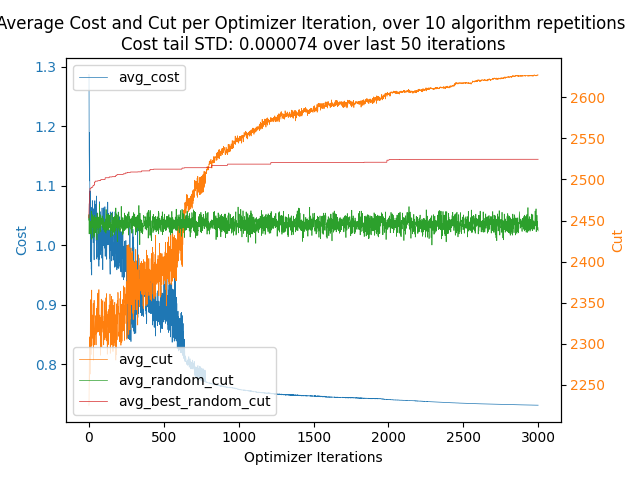 Average Cost and Cut per Optimizer Iteration, over 10 algorithm repetitions
Cost tail STD: 0.000074 over last 50 iterations
1.3
1.2
1.1
1.0
0.9
0.8
Cost
avg_cost
avg_cut
avg_random_cut
avg_best_random_cut
2600
2550
2500
2450
2400
2350
2300
2250
Cut
0
500
1000
1500
2000
2500
3000
Optimizer Iterations